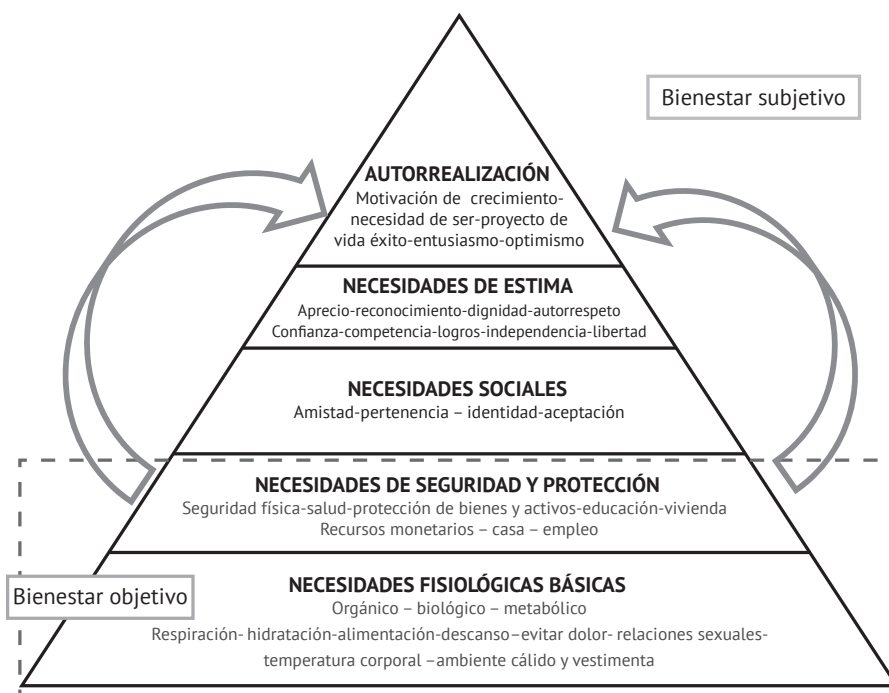 Bienestar subjetivo
AUTORREALIZACIÓN
Motivación de crecimiento-
necesidad de ser-proyecto de
vida éxito-entusiasmo-optimismo
NECESIDADES DE ESTIMA
Aprecio-reconocimiento-dignidad-autorrespeto
Confianza-competencia-logros-independencia-libertad
NECESIDADES SOCIALES
Amistad-pertenencia – identidad-aceptación
NECESIDADES DE SEGURIDAD Y PROTECCIÓN
Seguridad física-salud-protección de bienes y activos-educación-vivienda
Recursos monetarios – casa – empleo
Bienestar objetivo
NECESIDADES FISIOLÓGICAS BÁSICAS
Orgánico – biológico – metabólico
Respiración- hidratación-alimentación-descanso–evitar dolor- relaciones sexuales-
temperatura corporal –ambiente cálido y vestimenta